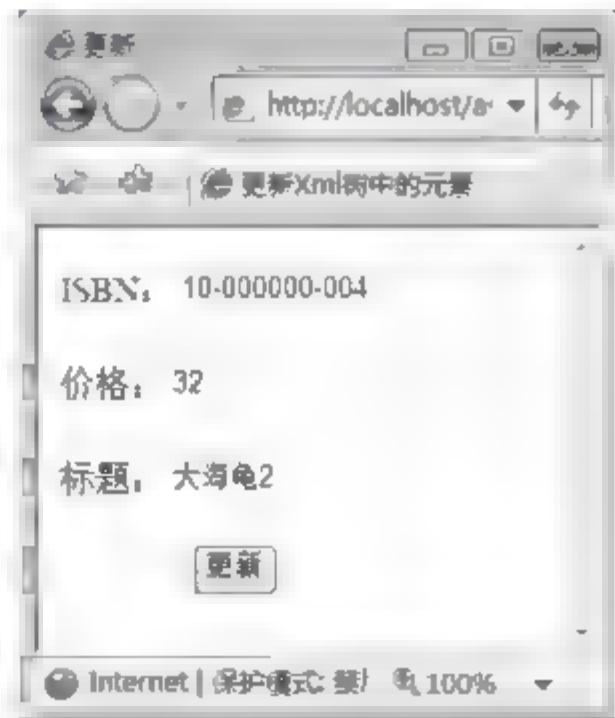 更新
http://localhost/a
更新Xml树中的元素
ISBN: 10-000000-004
价格: 32
标题: 大海龟2
更新
Internet | 保护模式: 禁
100%